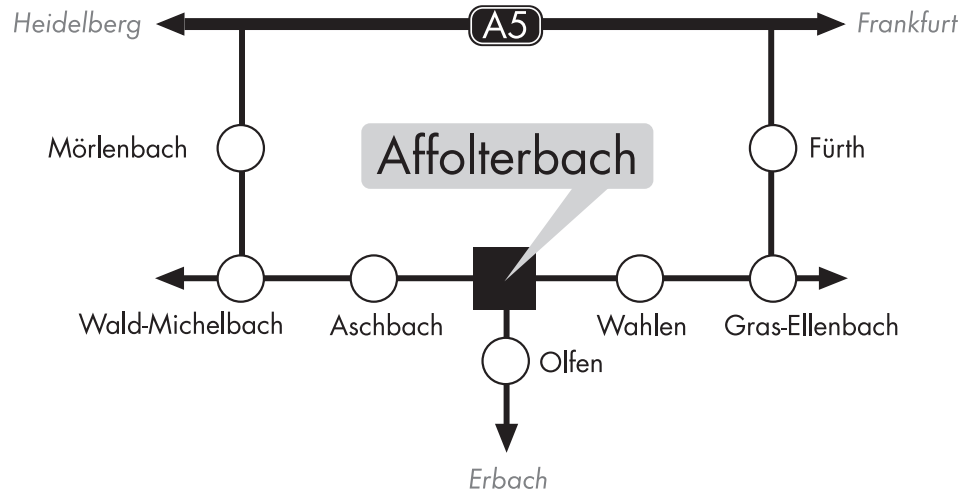 Heidelberg
A5
Frankfurt
Mörlenbach
Affolterbach
Fürth
Wald-Michelbach
Aschbach
Wahlen
Gras-Ellenbach
Olfen
Erbach